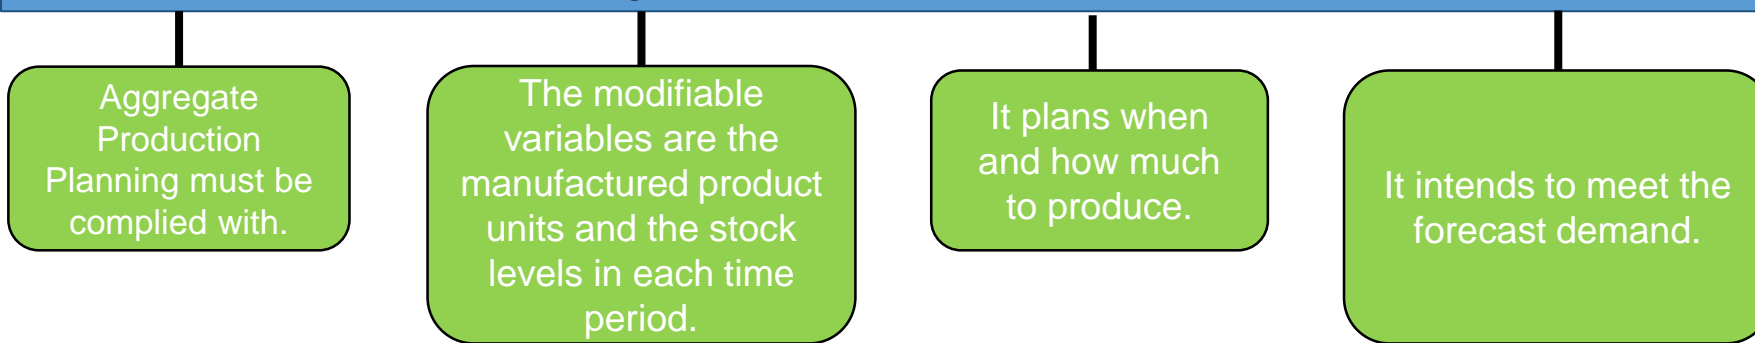 Aggregate
Production
Planning must be
complied with.
The modifiable
variables are the
manufactured product
units and the stock
levels in each time
period.
It plans when
and how much
to produce.
It intends to meet the
forecast demand.